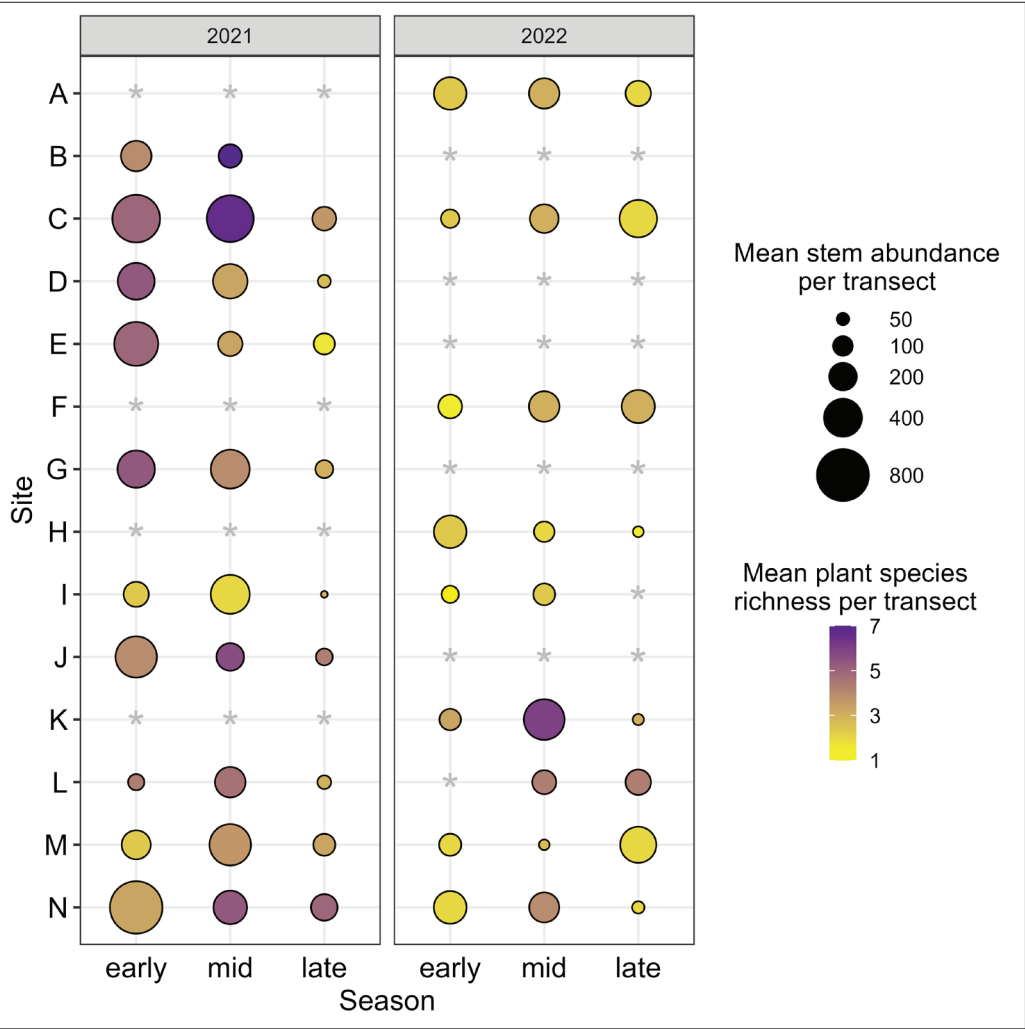 2021
2022
A
* * *
B
* * *
C
D
* * *
E
* * *
F
* * *
G
* * *
H
* * *
I
*
J
* * *
K
* * *
L
*
M
N
Site
early mid late
early mid late
Season
Mean stem abundance
per transect
50
100
200
400
800
Mean plant species
richness per transect
7
5
3
1